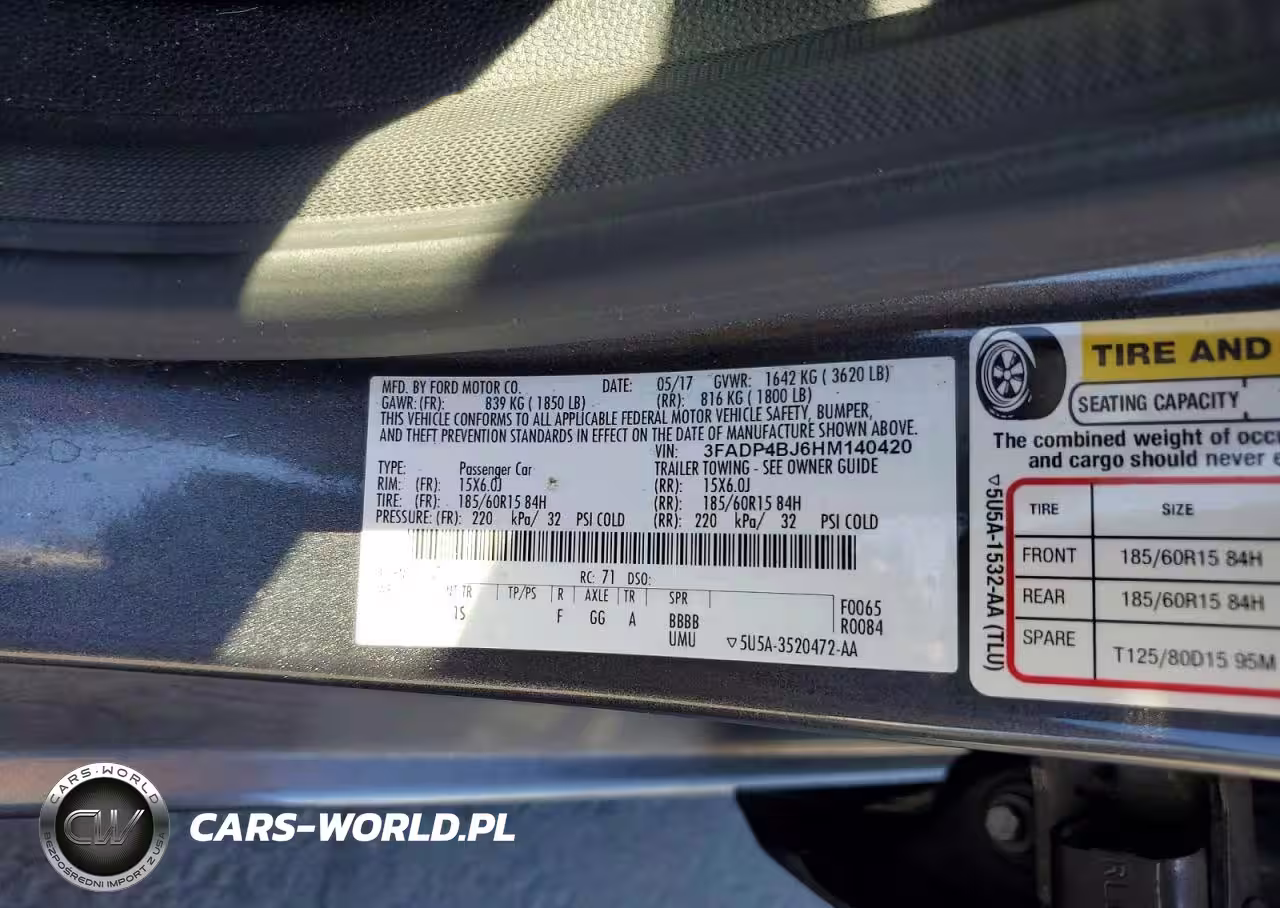 MFD. BY FORD MOTOR CO. DATE: 05/17 GVWR: 1642 KG ( 3620 LB)
GAWR: (FR): 839 KG ( 1850 LB) (RR): 816 KG ( 1800 LB)
THIS VEHICLE CONFORMS TO ALL APPLICABLE FEDERAL MOTOR VEHICLE SAFETY, BUMPER,
AND THEFT PREVENTION STANDARDS IN EFFECT ON THE DATE OF MANUFACTURE SHOWN ABOVE.
VIN: 3FADP4BJ6HM140420
TYPE: Passenger Car TRAILER TOWING - SEE OWNER GUIDE
RIM: (FR): 15X6.0J (RR): 15X6.0J
TIRE: (FR): 185/60R15 84H (RR): 185/60R15 84H
PRESSURE: (FR): 220 kPa/ 32 PSI COLD (RR): 220 kPa/ 32 PSI COLD
RC: 71 DSO:
TR TP/PS R AXLE TR SPR
F GG A BBBB F0065
UMU R0084
▽5U5A-3520472-AA
TIRE AND
SEATING CAPACITY
The combined weight of
and cargo should never
▽5U5A-1532-AA (TLU)
TIRE SIZE
FRONT 185/60R15 84H
REAR 185/60R15 84H
SPARE T125/80D15 95M
CARS-WORLD
CW
BEZPOŚREDNI IMPORT Z USA
CARS-WORLD.PL